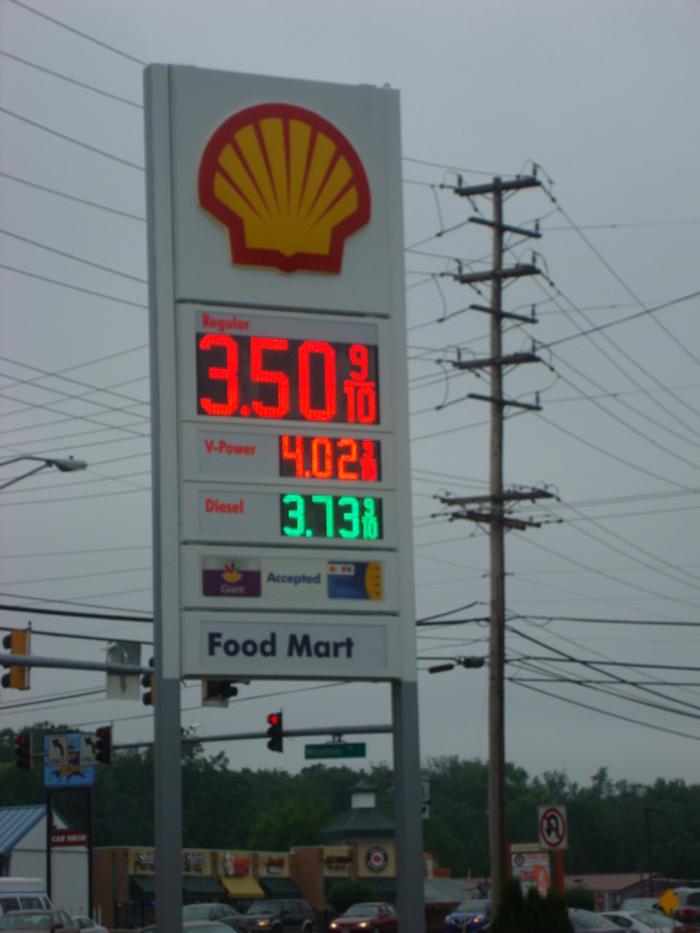 Regular
3.50 9/10
V-Power
4.02 9/10
Diesel
3.73 9/10
Giant
Accepted
Food Mart
CAR WASH